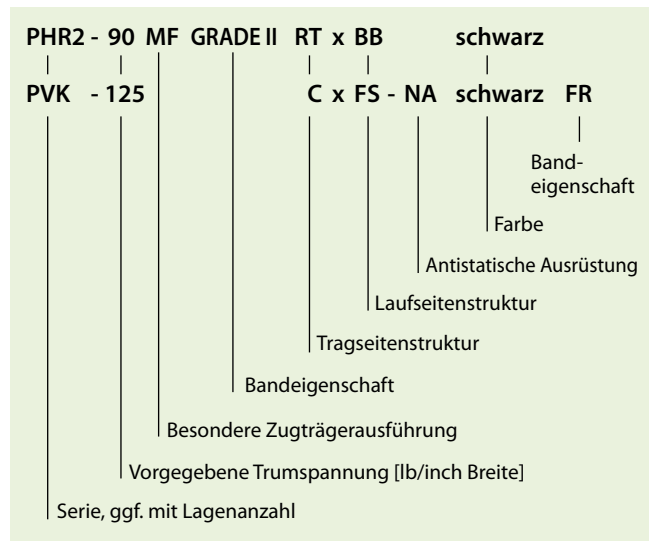 PHR2 - 90 MF GRADE II RT x BB schwarz
PVK - 125 C x FS - NA schwarz FR
Band-
eigenschaft
Farbe
Antistatische Ausrüstung
Laufseitenstruktur
Tragseitenstruktur
Bandeigenschaft
Besondere Zugträgerausführung
Vorgegebene Trumspannung [lb/inch Breite]
Serie, ggf. mit Lagenanzahl